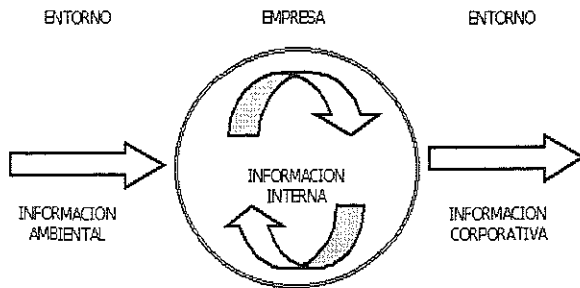 ENTORNO EMPRESA ENTORNO
INFORMACION
INTERNA
INFORMACION
AMBIENTAL
INFORMACION
CORPORATIVA